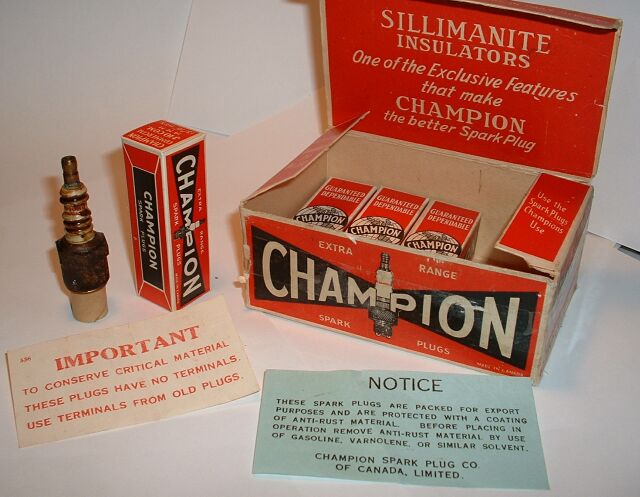 SILLIMANITE
INSULATORS
One of the Exclusive Features
that make
CHAMPION
the better Spark Plug
GUARANTEED
DEPENDABLE
CHAMPION
GUARANTEED
DEPENDABLE
CHAMPION
GUARANTEED
DEPENDABLE
CHAMPION
Use the
Spark Plugs
Champions
Use
EXTRA RANGE
CHAMPION
SPARK PLUGS
MADE IN CANADA
CHAMPION
SPARK PLUGS
EXTRA RANGE
CHAMPION
SPARK PLUGS
A36
IMPORTANT
TO CONSERVE CRITICAL MATERIAL
THESE PLUGS HAVE NO TERMINALS.
USE TERMINALS FROM OLD PLUGS.
NOTICE
THESE SPARK PLUGS ARE PACKED FOR EXPORT
PURPOSES AND ARE PROTECTED WITH A COATING
OF ANTI-RUST MATERIAL. BEFORE PLACING IN
OPERATION REMOVE ANTI-RUST MATERIAL BY USE
OF GASOLINE, VARNOLENE, OR SIMILAR SOLVENT.
CHAMPION SPARK PLUG CO.
OF CANADA, LIMITED.